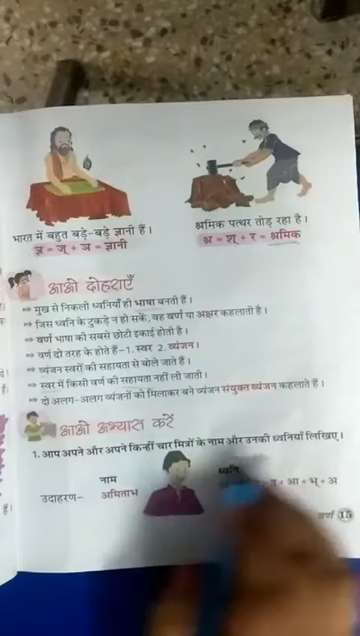 भारत में बहुत बड़े-बड़े ज्ञानी हैं।
ज्ञ = ज् + ञ = ज्ञानी
श्रमिक पत्थर तोड़ रहा है।
श्र = श् + र = श्रमिक
आओ दोहराएँ
मुख से निकली ध्वनियाँ ही भाषा बनती हैं।
जिस ध्वनि के टुकड़े न हो सकें, वह वर्ण या अक्षर कहलाती है।
वर्ण भाषा की सबसे छोटी इकाई होती है।
वर्ण दो तरह के होते हैं–1. स्वर 2. व्यंजन।
व्यंजन स्वरों की सहायता से बोले जाते हैं।
स्वर में किसी वर्ण की सहायता नहीं ली जाती।
दो अलग-अलग व्यंजनों को मिलाकर बने व्यंजन संयुक्त व्यंजन कहलाते हैं।
आओ अभ्यास करें
1. आप अपने और अपने किन्हीं चार मित्रों के नाम और उनकी ध्वनियाँ लिखिए।
नाम ध्वनि
उदाहरण– अमिताभ + आ + भ् + अ
वर्ण 15